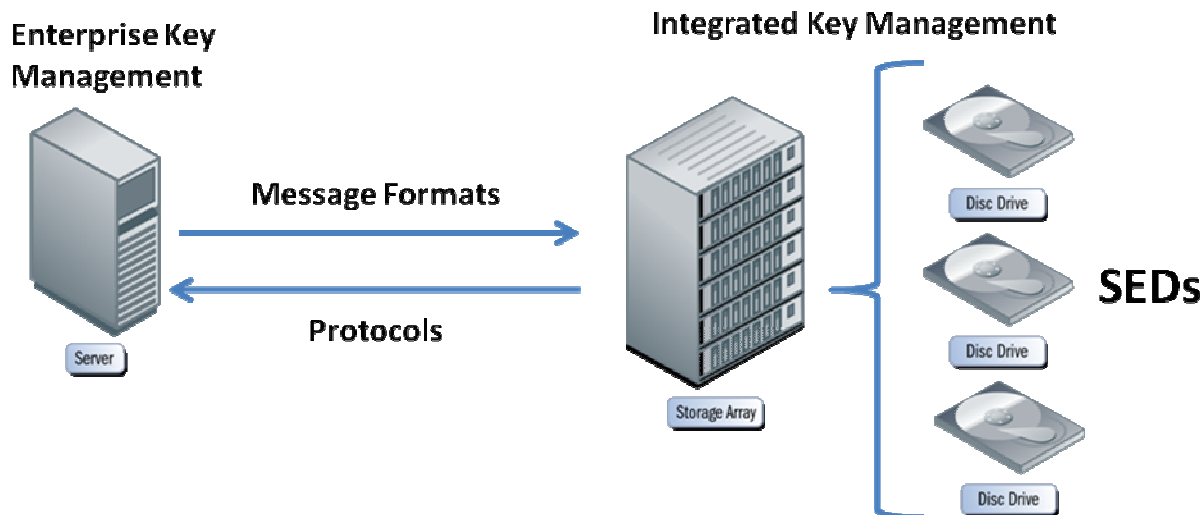 Enterprise Key
Management
Integrated Key Management
Message Formats
Protocols
Server
Storage Array
Disc Drive
Disc Drive
SEDs
Disc Drive